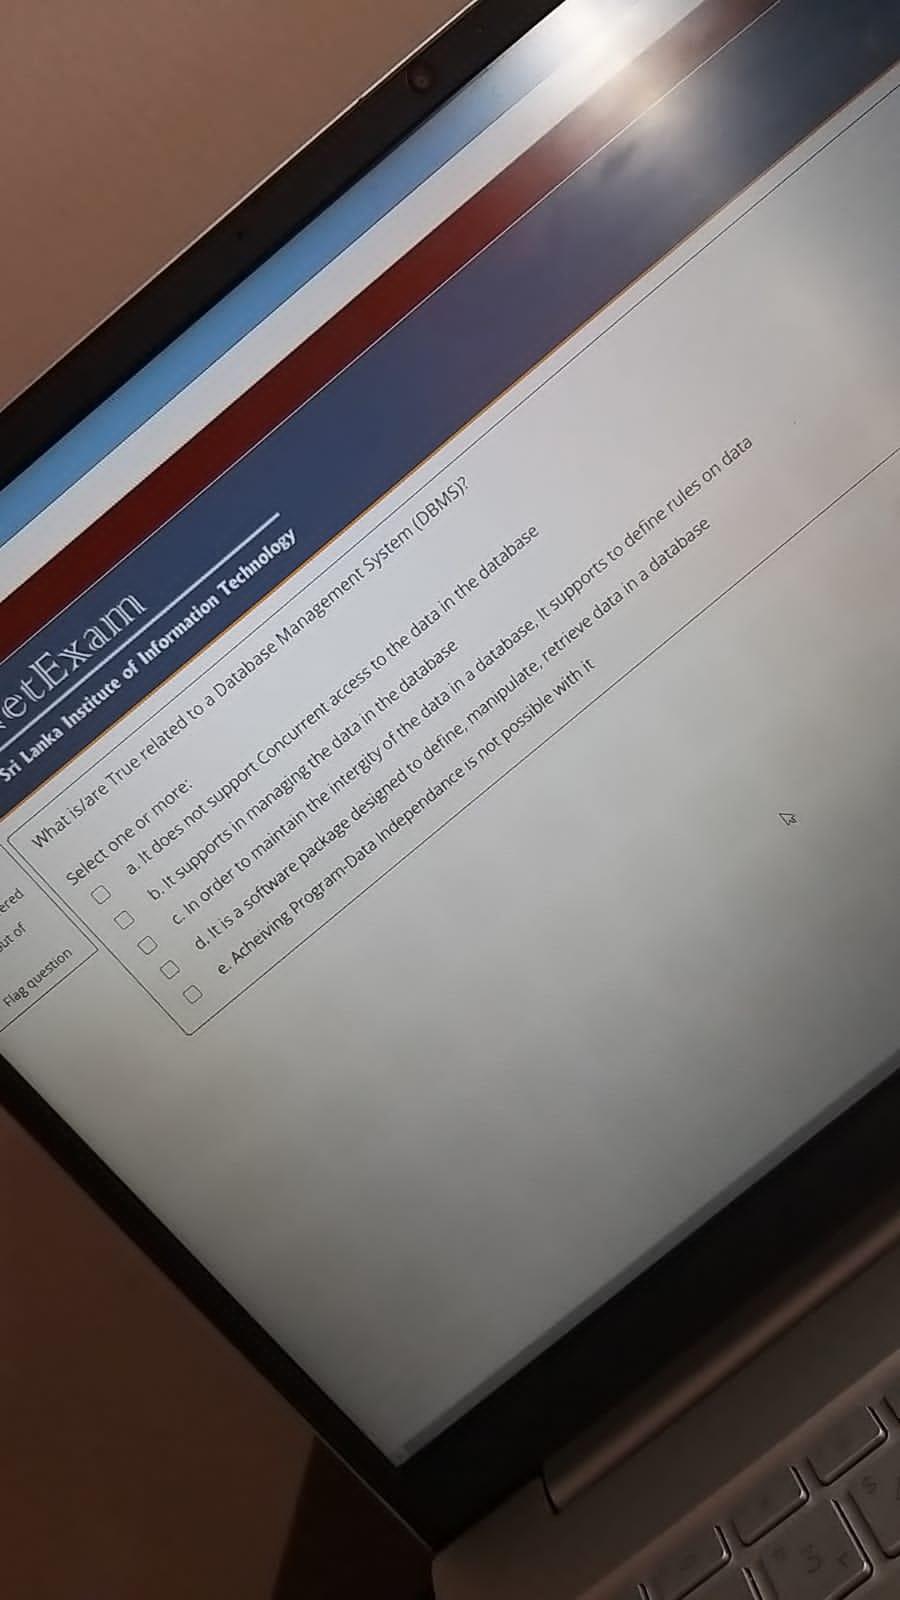 etExam
Sri Lanka Institute of Information Technology
ered
out of
Flag question
What is/are True related to a Database Management System (DBMS)?
Select one or more:
a. It does not support Concurrent access to the data in the database
b. It supports in managing the data in the database
c. In order to maintain the intergity of the data in a database, It supports to define rules on data
d. It is a software package designed to define, manipulate, retrieve data in a database
e. Acheiving Program-Data Independance is not possible with it